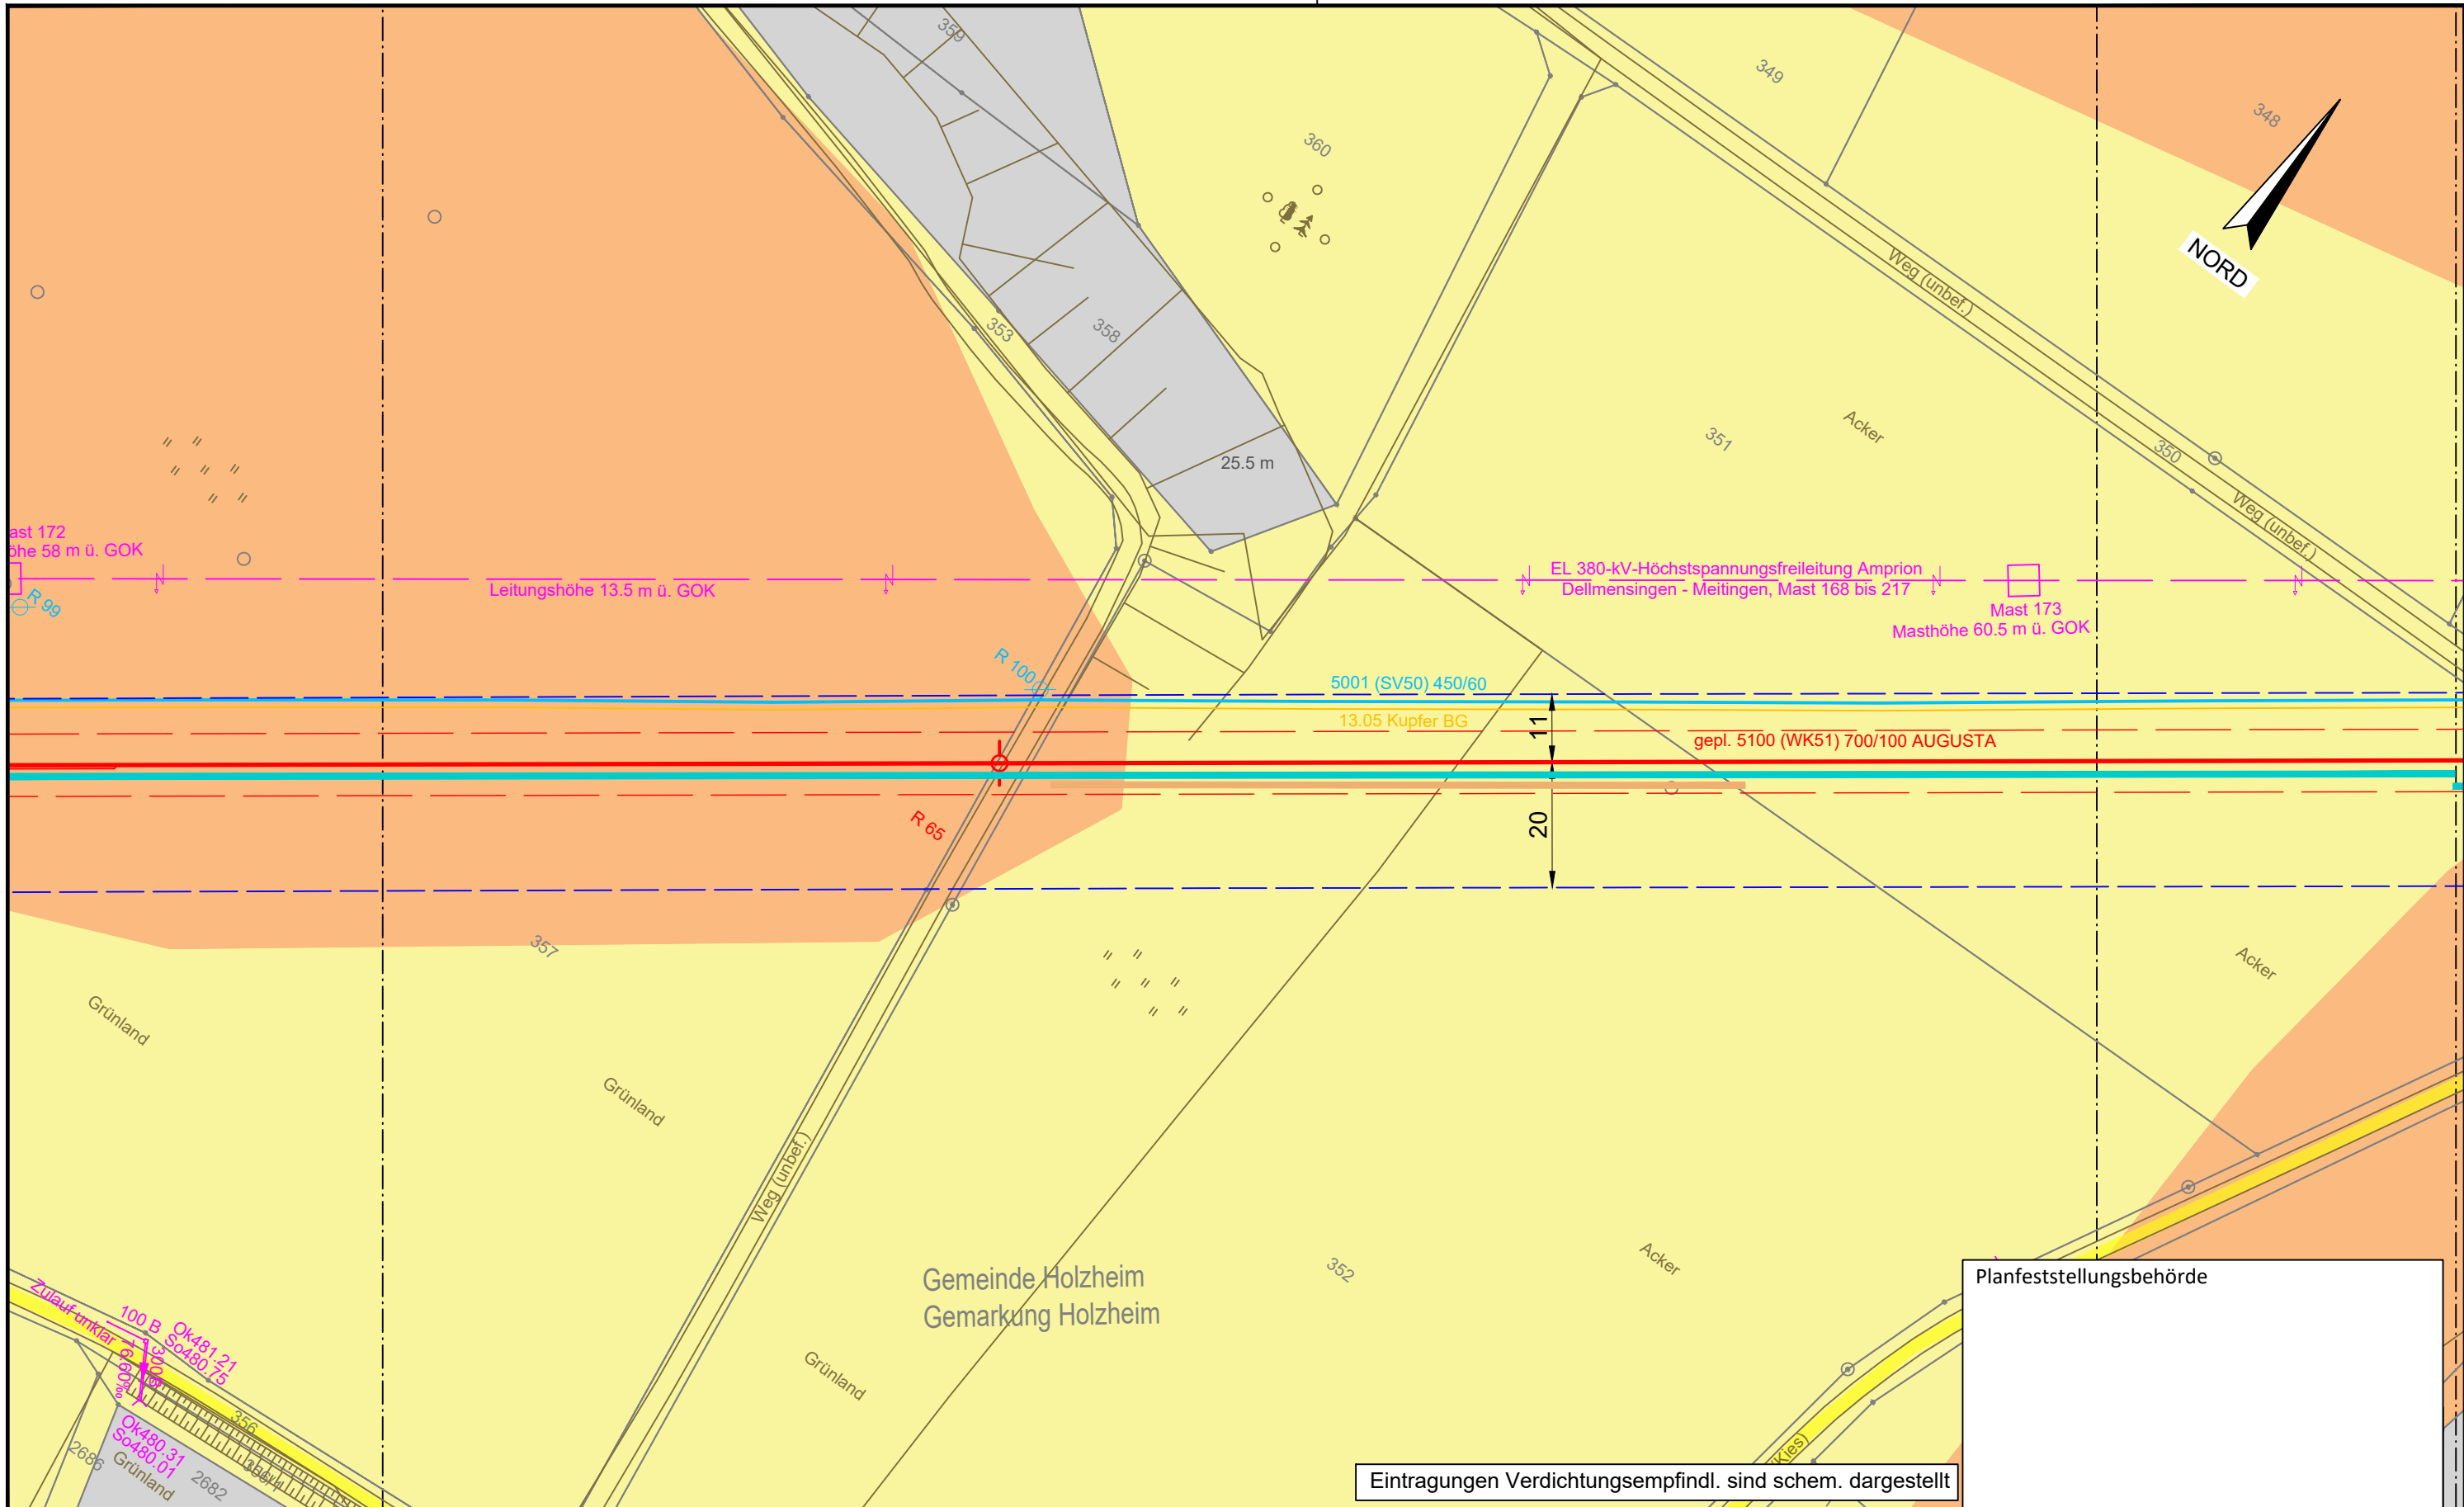 359
349
348
360
NORD
Weg (unbef.)
353
358
351
Acker
350
25.5 m
Weg (unbef.)
ast 172
öhe 58 m ü. GOK
R 99
Leitungshöhe 13.5 m ü. GOK
EL 380-kV-Höchstspannungsfreileitung Amprion
Dellmensingen - Meitingen, Mast 168 bis 217
Mast 173
Masthöhe 60.5 m ü. GOK
R 100
5001 (SV50) 450/60
13.05 Kupfer BG
11
gepl. 5100 (WK51) 700/100 AUGUSTA
R 65
20
357
Acker
Grünland
Grünland
Weg (unbef.)
Gemeinde Holzheim
Gemarkung Holzheim
352
Acker
Planfeststellungsbehörde
Zulauf unklar
100 B
Ok481.21
So480.75
Grünland
356
Ok480.31
So480.01
2686
Grünland
2682
(Kies)
Eintragungen Verdichtungsempfindl. sind schem. dargestellt